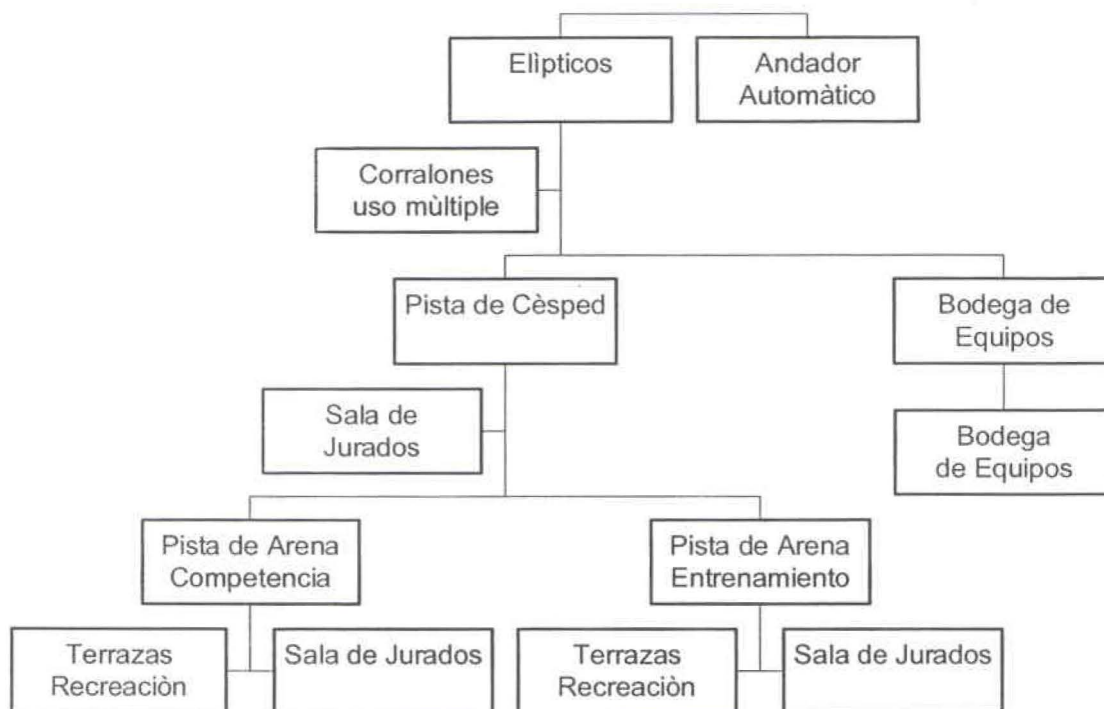 Elìpticos
Andador
Automàtico
Corralones
uso mùltiple
Pista de Cèsped
Bodega de
Equipos
Sala de
Jurados
Bodega
de Equipos
Pista de Arena
Competencia
Pista de Arena
Entrenamiento
Terrazas
Recreaciòn
Sala de Jurados
Terrazas
Recreaciòn
Sala de Jurados